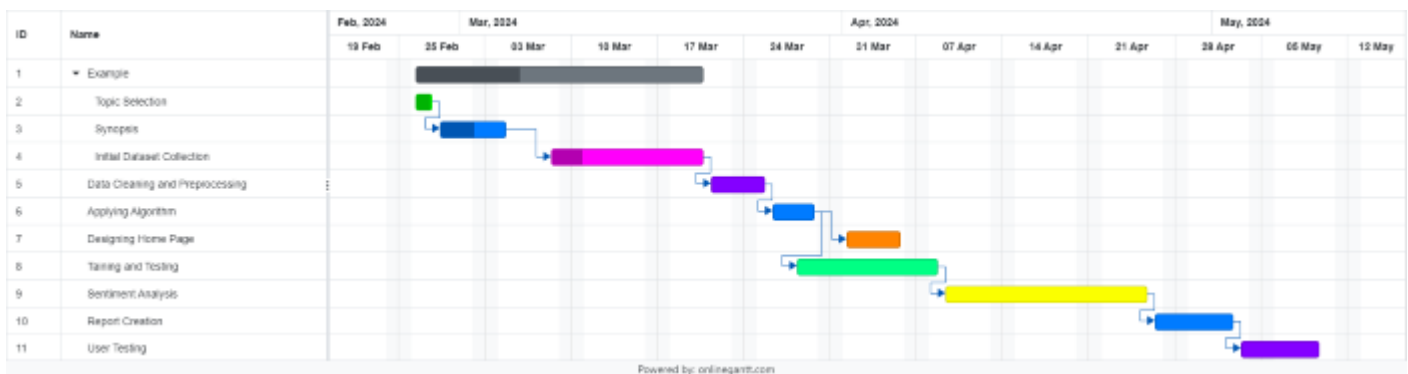 Feb, 2024 Mar, 2024 Apr, 2024 May, 2024
ID Name
19 Feb 25 Feb 03 Mar 10 Mar 17 Mar 24 Mar 31 Mar 07 Apr 14 Apr 21 Apr 28 Apr 05 May 12 May
1 Example
2 Topic Selection
3 Synopsis
4 Initial Dataset Collection
5 Data Cleaning and Preprocessing
6 Applying Algorithm
7 Designing Home Page
8 Taining and Testing
9 Sentiment Analysis
10 Report Creation
11 User Testing
Powered by: onlinegantt.com